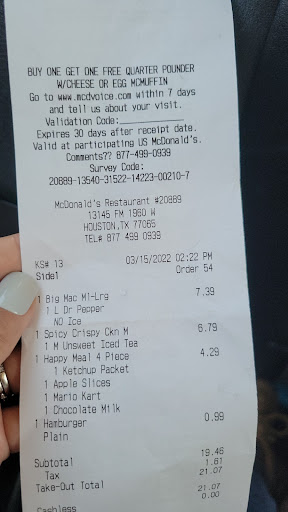 BUY ONE GET ONE FREE QUARTER POUNDER
W/CHEESE OR EGG MCMUFFIN
Go to www.mcdvoice.com within 7 days
and tell us about your visit.
Validation Code:
Expires 30 days after receipt date.
Valid at participating US McDonald's.
Comments?? 877-499-0939
Survey Code:
20889-13540-31522-14223-00210-7
McDonald's Restaurant #20889
13145 FM 1960 W
HOUSTON,TX 77065
TEL# 877 499 0939
KS# 13 03/15/2022 02:22 PM
Side1 Order 54
1 Big Mac Ml-Lrg 7.39
1 L Dr Pepper
NO Ice
1 Spicy Crispy Ckn M 6.79
1 M Unsweet Iced Tea
1 Happy Meal 4 Piece 4.29
1 Ketchup Packet
1 Apple Slices
1 Mario Kart
1 Chocolate Milk
1 Hamburger 0.99
Plain
Subtotal 19.46
Tax 1.61
Take-Out Total 21.07
Cashless 21.07
0.00